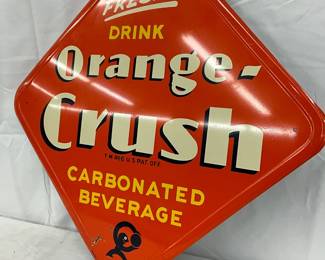 DRINK
Orange-
Crush
T'M REG U.S. PAT. OFF.
CARBONATED
BEVERAGE